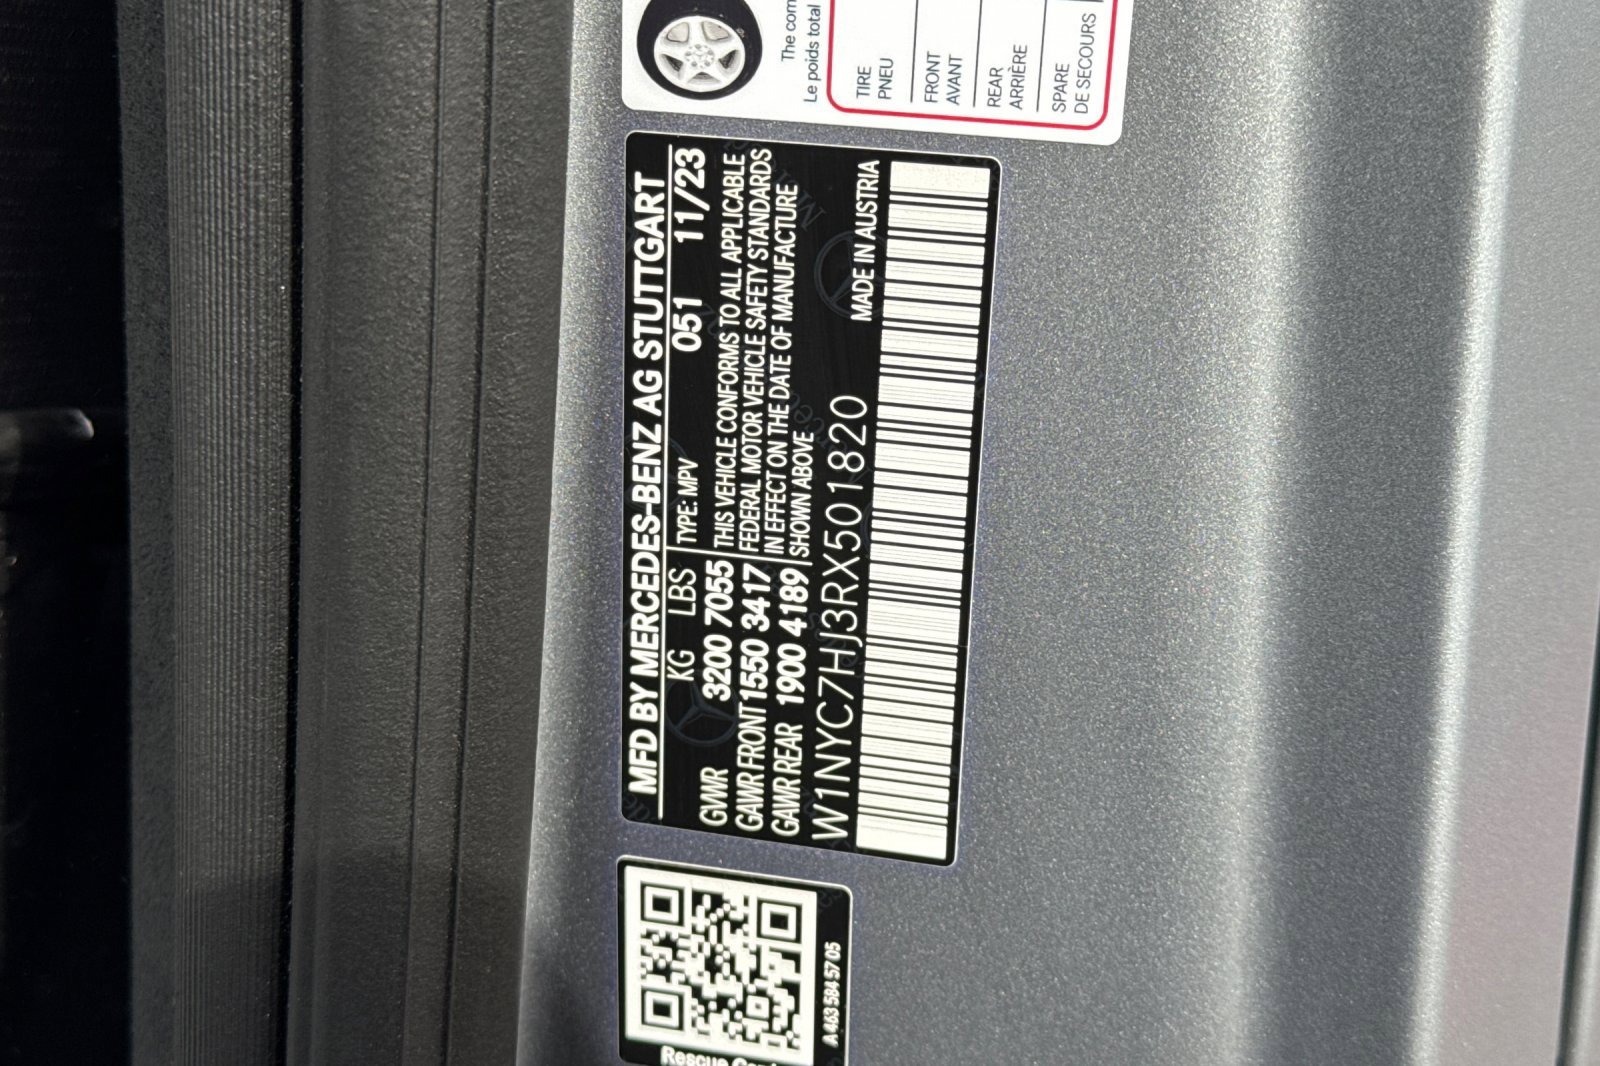 MFD BY MERCEDES-BENZ AG STUTTGART
KG LBS TYPE: MPV 051 11/23
GVWR 3200 7055 THIS VEHICLE CONFORMS TO ALL APPLICABLE
GAWR FRONT 1550 3417 FEDERAL MOTOR VEHICLE SAFETY STANDARDS
GAWR REAR 1900 4189 IN EFFECT ON THE DATE OF MANUFACTURE
SHOWN ABOVE
MADE IN AUSTRIA
W1NYC7HJ3RX501820
The
Le poids total
TIRE
PNEU
FRONT
AVANT
REAR
ARRIÈRE
SPARE
DE SECOURS
Rescue
A 463 584 57 05